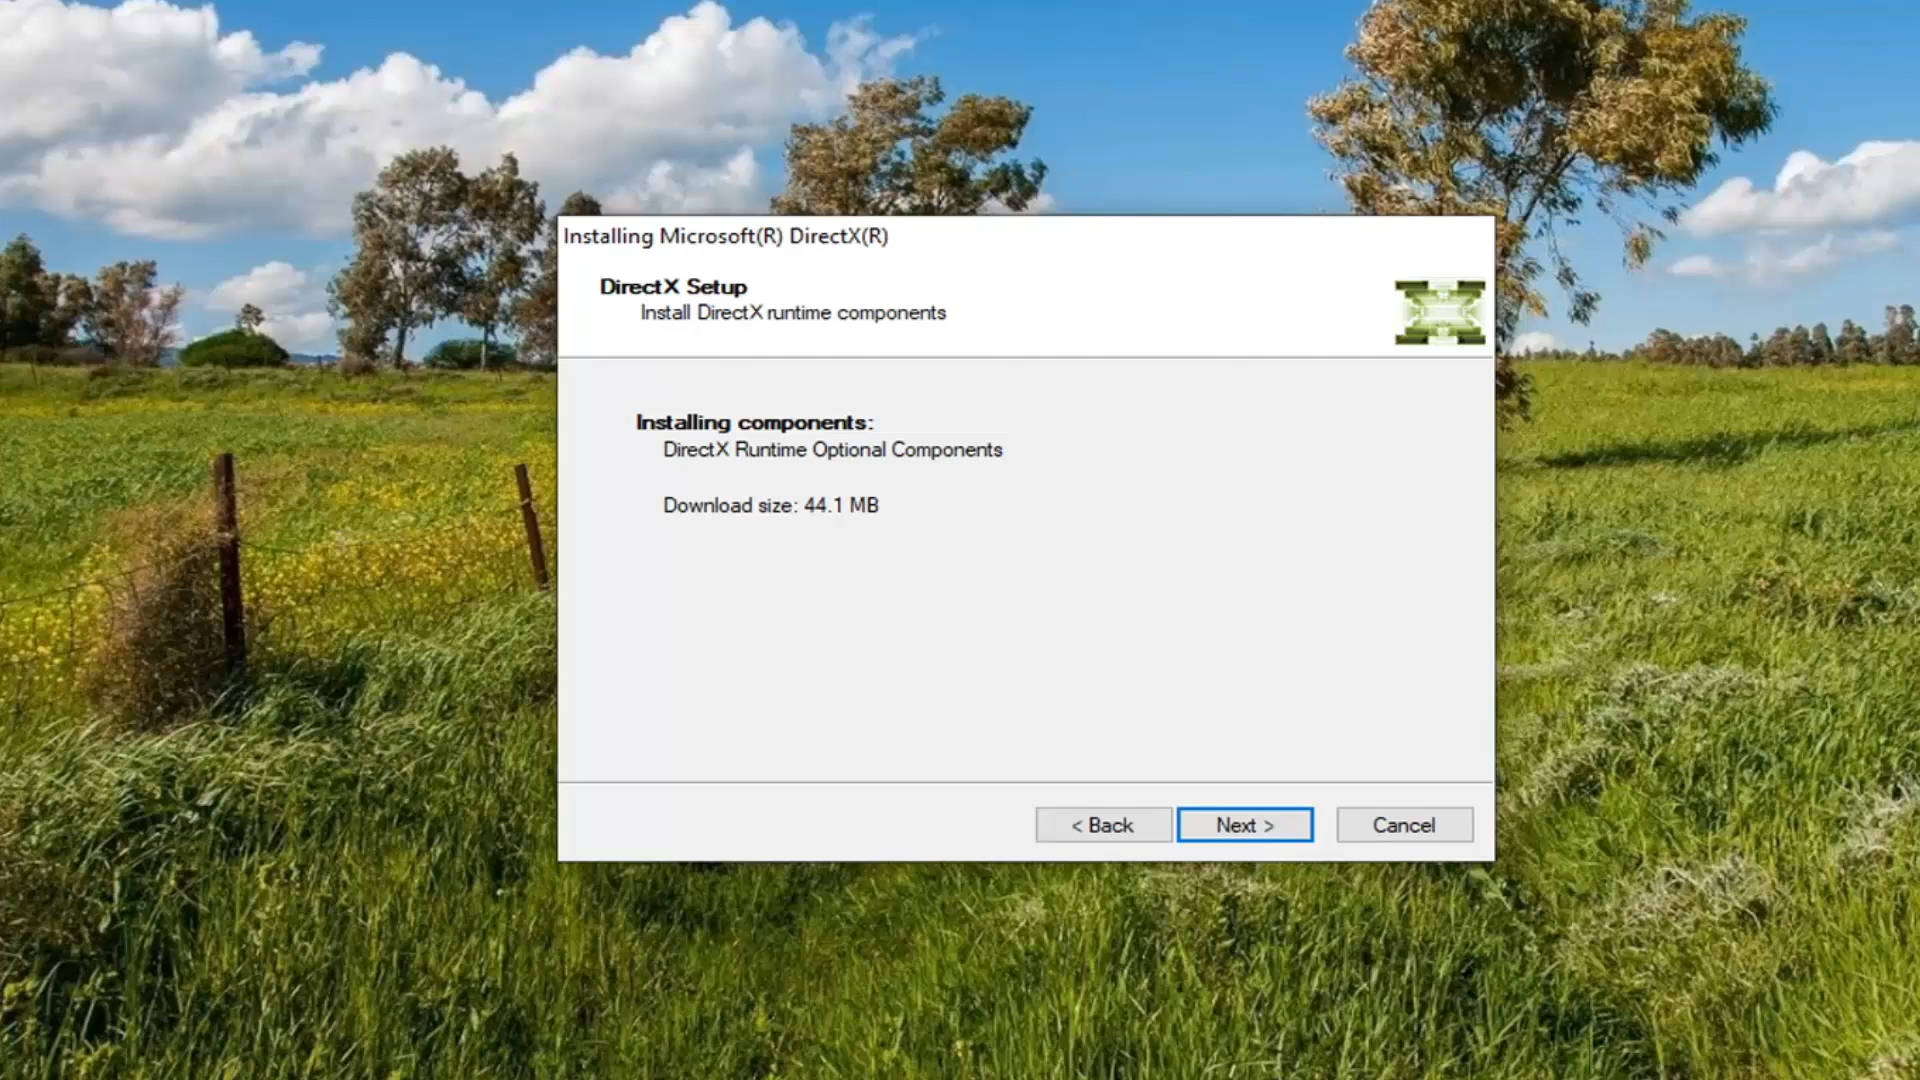 Installing Microsoft(R) DirectX(R)
DirectX Setup
Install DirectX runtime components
Installing components:
DirectX Runtime Optional Components
Download size: 44.1 MB
< Back
Next >
Cancel